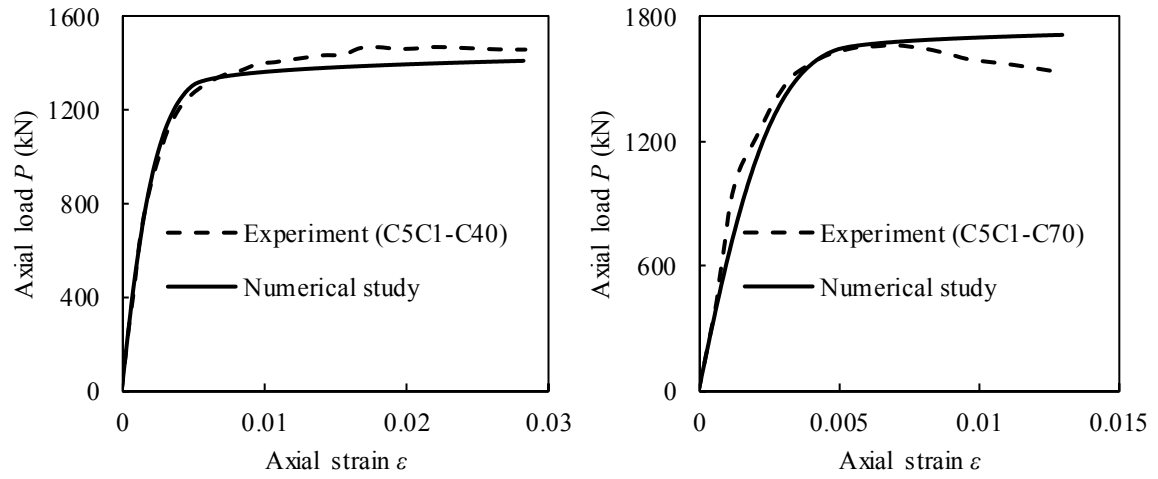 1600
1200
800
400
0
Axial load P (kN)
Experiment (C5C1-C40)
Numerical study
0
0.01
0.02
0.03
Axial strain ε
1800
1200
600
0
Axial load P (kN)
Experiment (C5C1-C70)
Numerical study
0
0.005
0.01
0.015
Axial strain ε